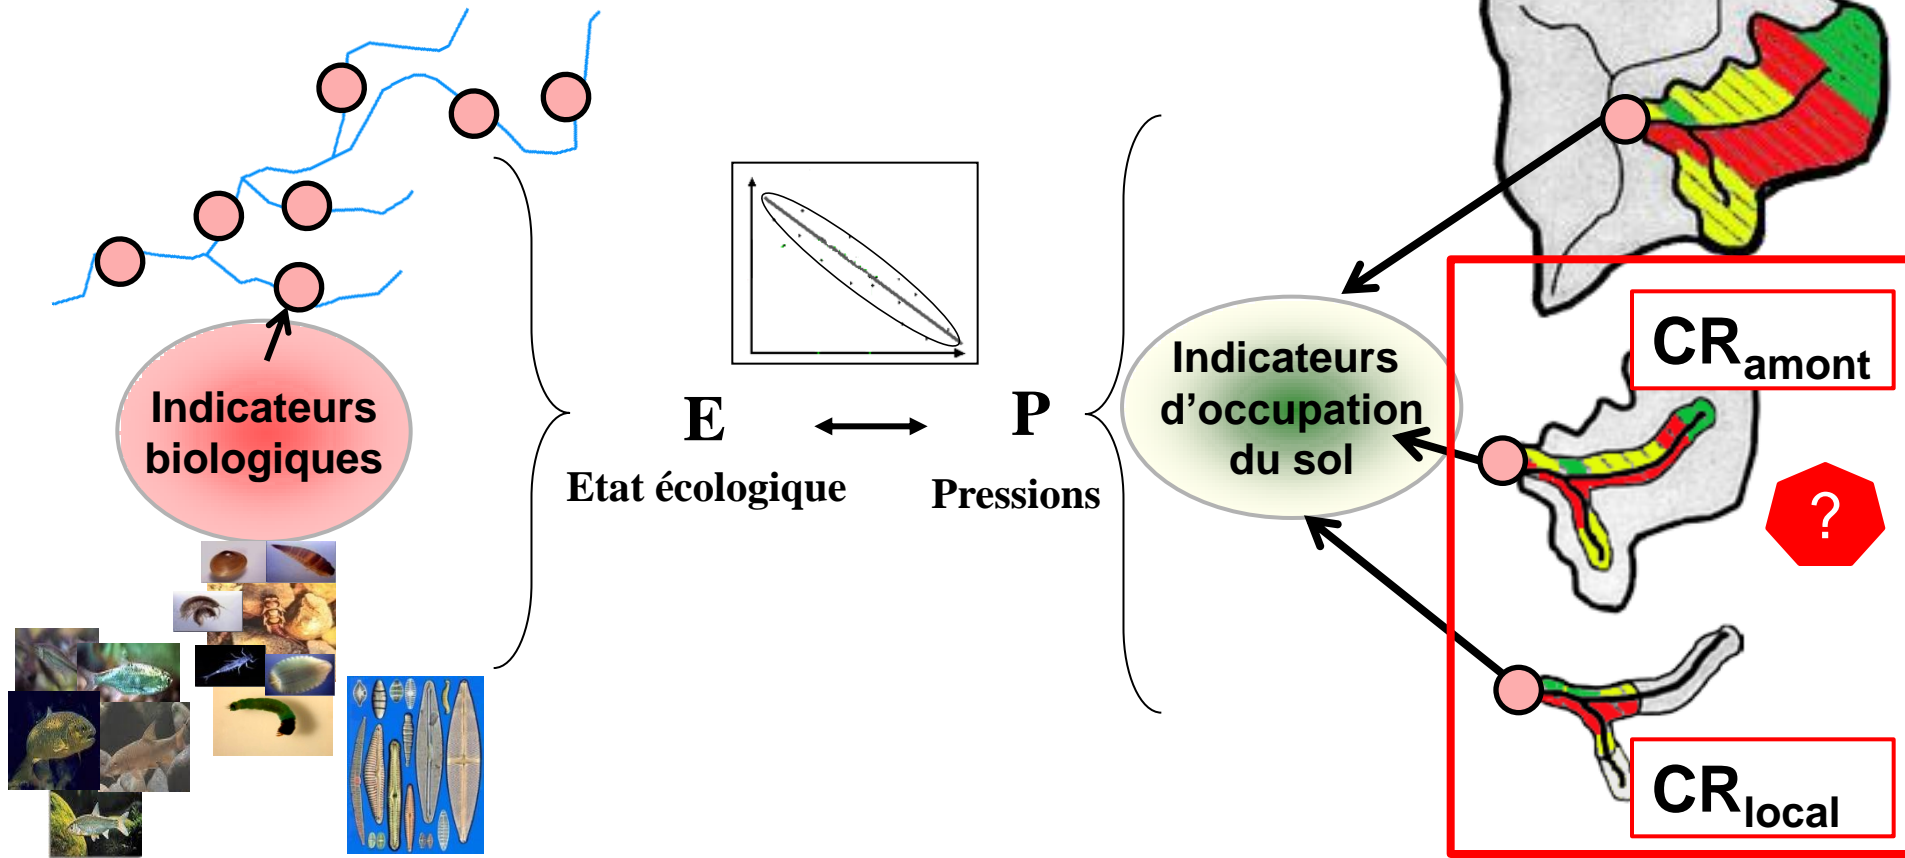 Indicateurs
biologiques
E
P
Etat écologique
Pressions
Indicateurs
d’occupation
du sol
CRamont
?
CRlocal